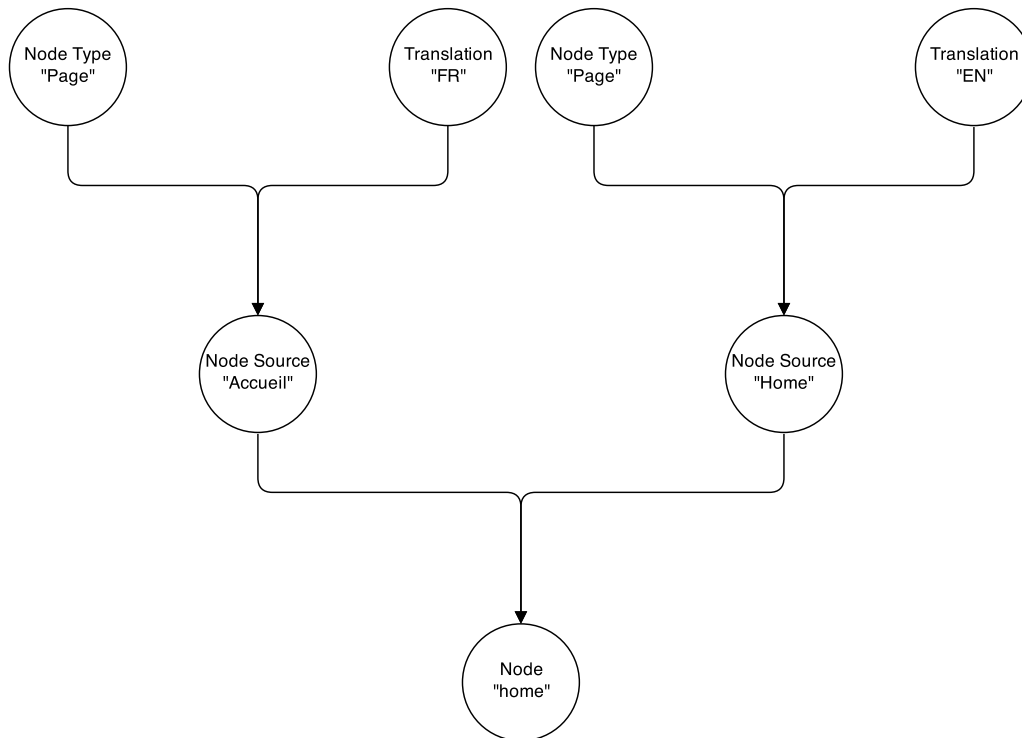 Node Type
"Page"
Translation
"FR"
Node Type
"Page"
Translation
"EN"
Node Source
"Accueil"
Node Source
"Home"
Node
"home"